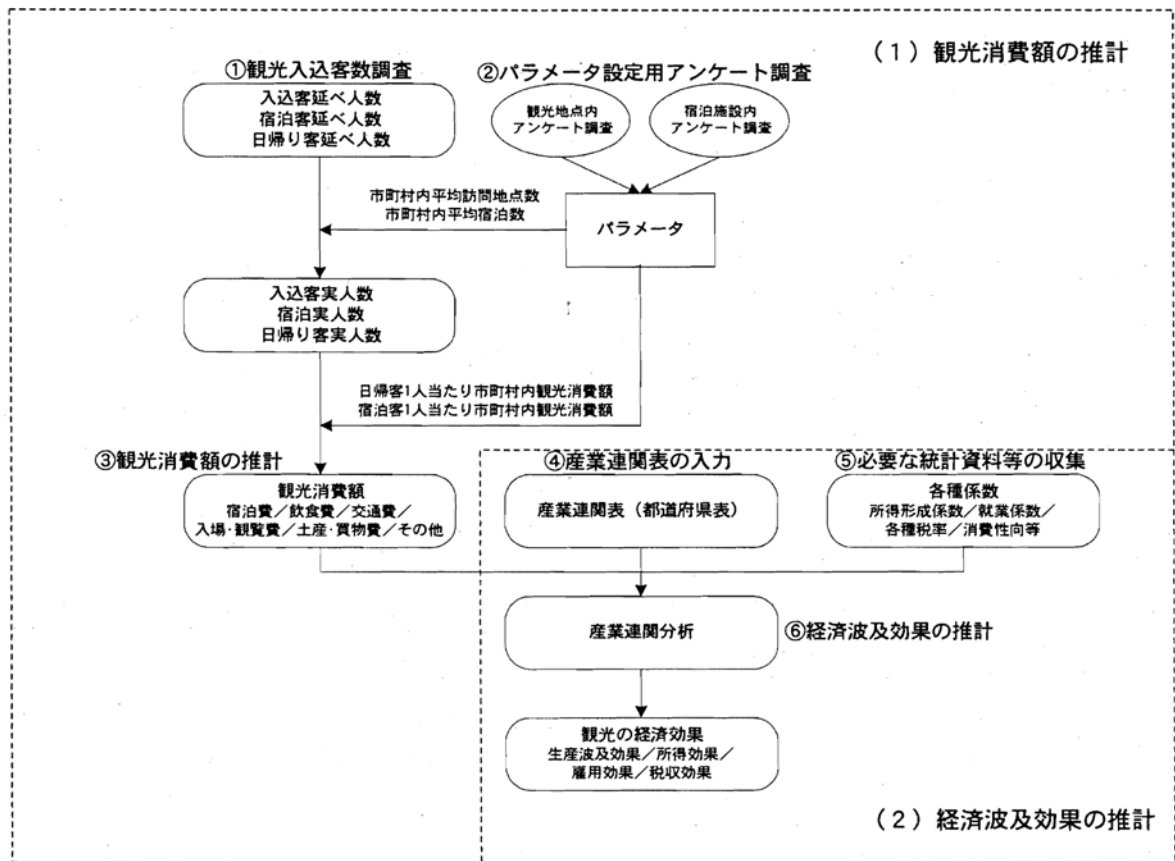 (1)観光消費額の推計
①観光入込客数調査
入込客延べ人数
宿泊客延べ人数
日帰り客延べ人数
②パラメータ設定用アンケート調査
観光地点内
アンケート調査
宿泊施設内
アンケート調査
市町村内平均訪問地点数
市町村内平均宿泊数
パラメータ
入込客実人数
宿泊実人数
日帰り客実人数
日帰客1人当たり市町村内観光消費額
宿泊客1人当たり市町村内観光消費額
③観光消費額の推計
観光消費額
宿泊費/飲食費/交通費/
入場・観覧費/土産・買物費/その他
④産業連関表の入力
産業連関表(都道府県表)
⑤必要な統計資料等の収集
各種係数
所得形成係数/就業係数/
各種税率/消費性向等
産業連関分析
⑥経済波及効果の推計
観光の経済効果
生産波及効果/所得効果/
雇用効果/税収効果
(2)経済波及効果の推計